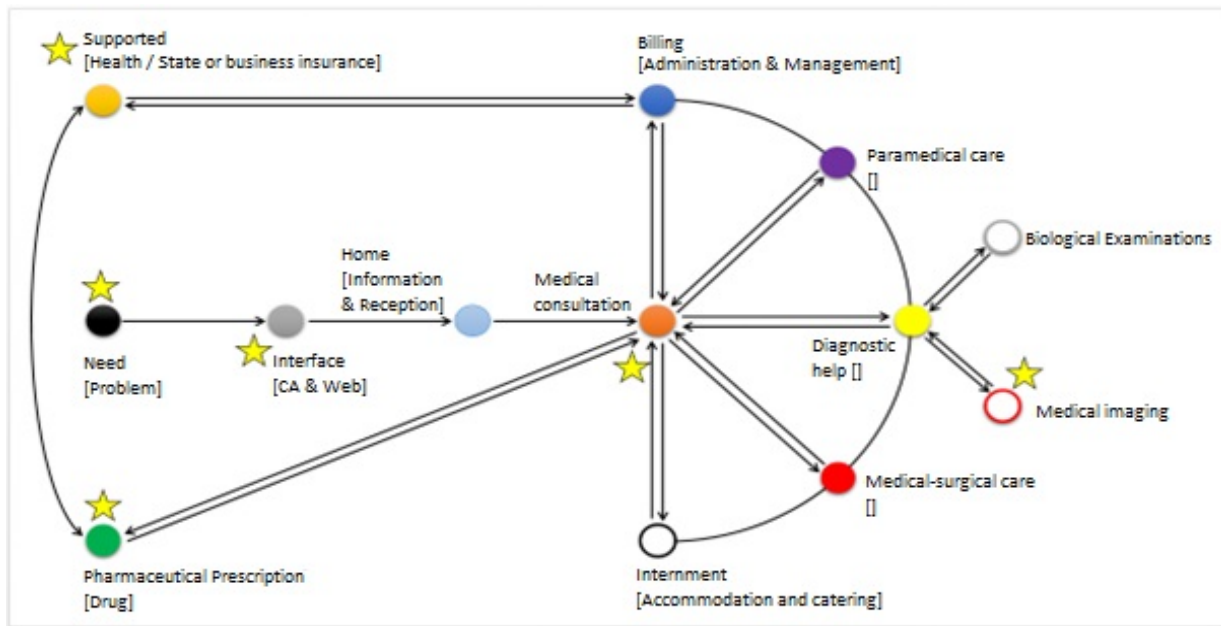 Supported
[Health / State or business insurance]
Billing
[Administration & Management]
Paramedical care
[]
Biological Examinations
Home
[Information
& Reception]
Medical
consultation
Need
[Problem]
Interface
[CA & Web]
Diagnostic
help []
Medical imaging
Medical-surgical care
[]
Pharmaceutical Prescription
[Drug]
Internment
[Accommodation and catering]